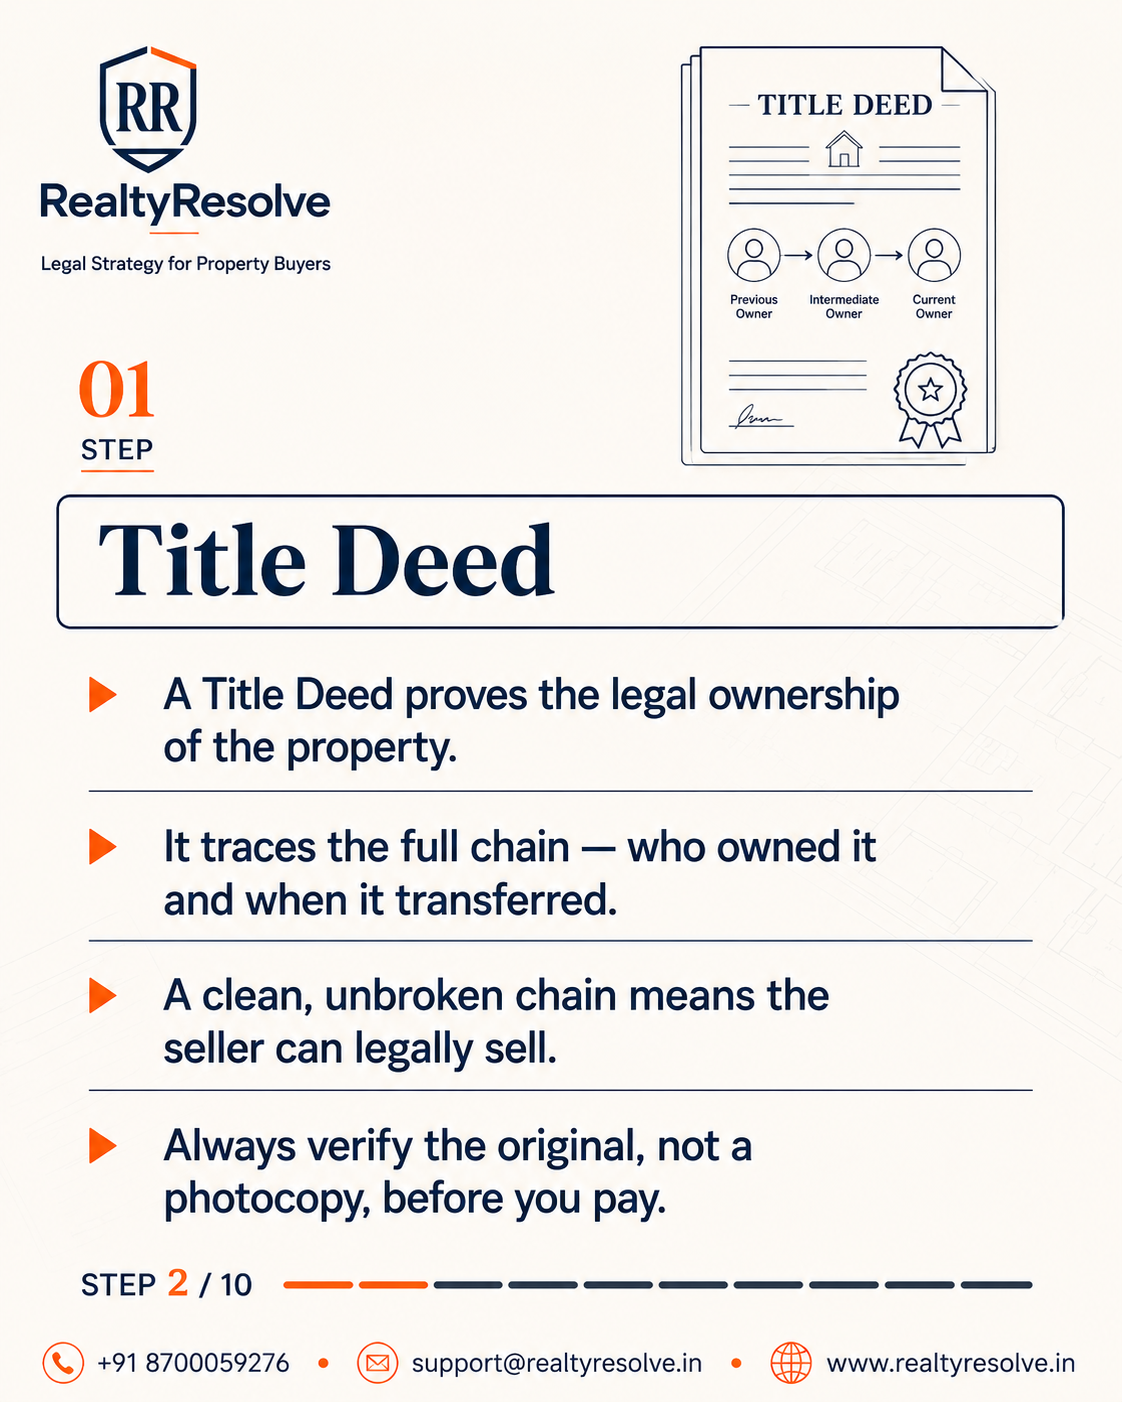 RR
RealtyResolve
Legal Strategy for Property Buyers
TITLE DEED
Previous Owner
Intermediate Owner
Current Owner
01
STEP
Title Deed
A Title Deed proves the legal ownership
of the property.
It traces the full chain — who owned it
and when it transferred.
A clean, unbroken chain means the
seller can legally sell.
Always verify the original, not a
photocopy, before you pay.
STEP 2 / 10
+91 8700059276 • support@realtyresolve.in • www.realtyresolve.in